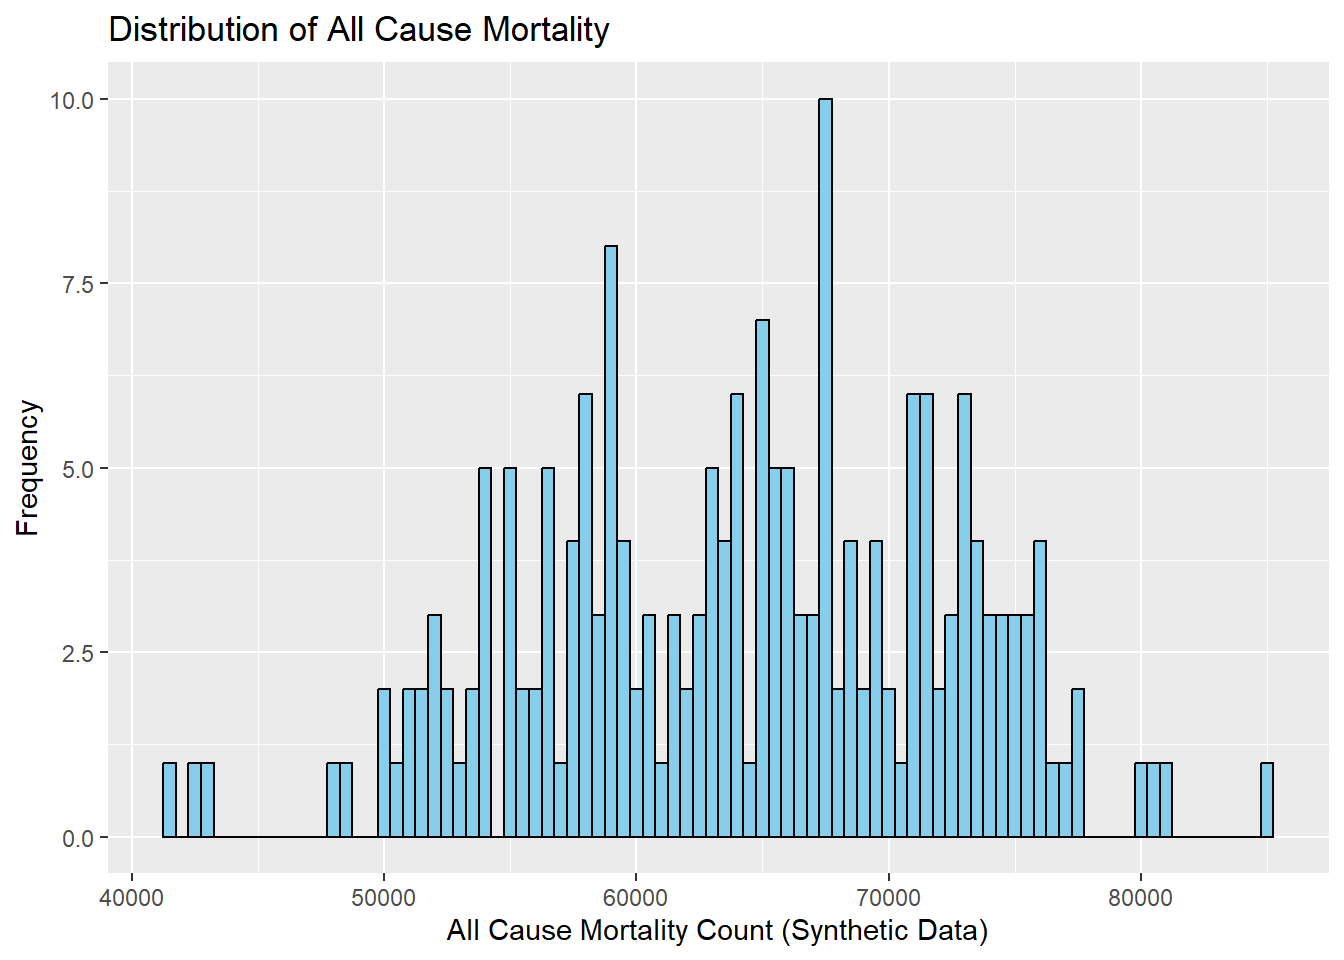 Distribution of All Cause Mortality
10.0
7.5
5.0
2.5
0.0
Frequency
40000 50000 60000 70000 80000
All Cause Mortality Count (Synthetic Data)